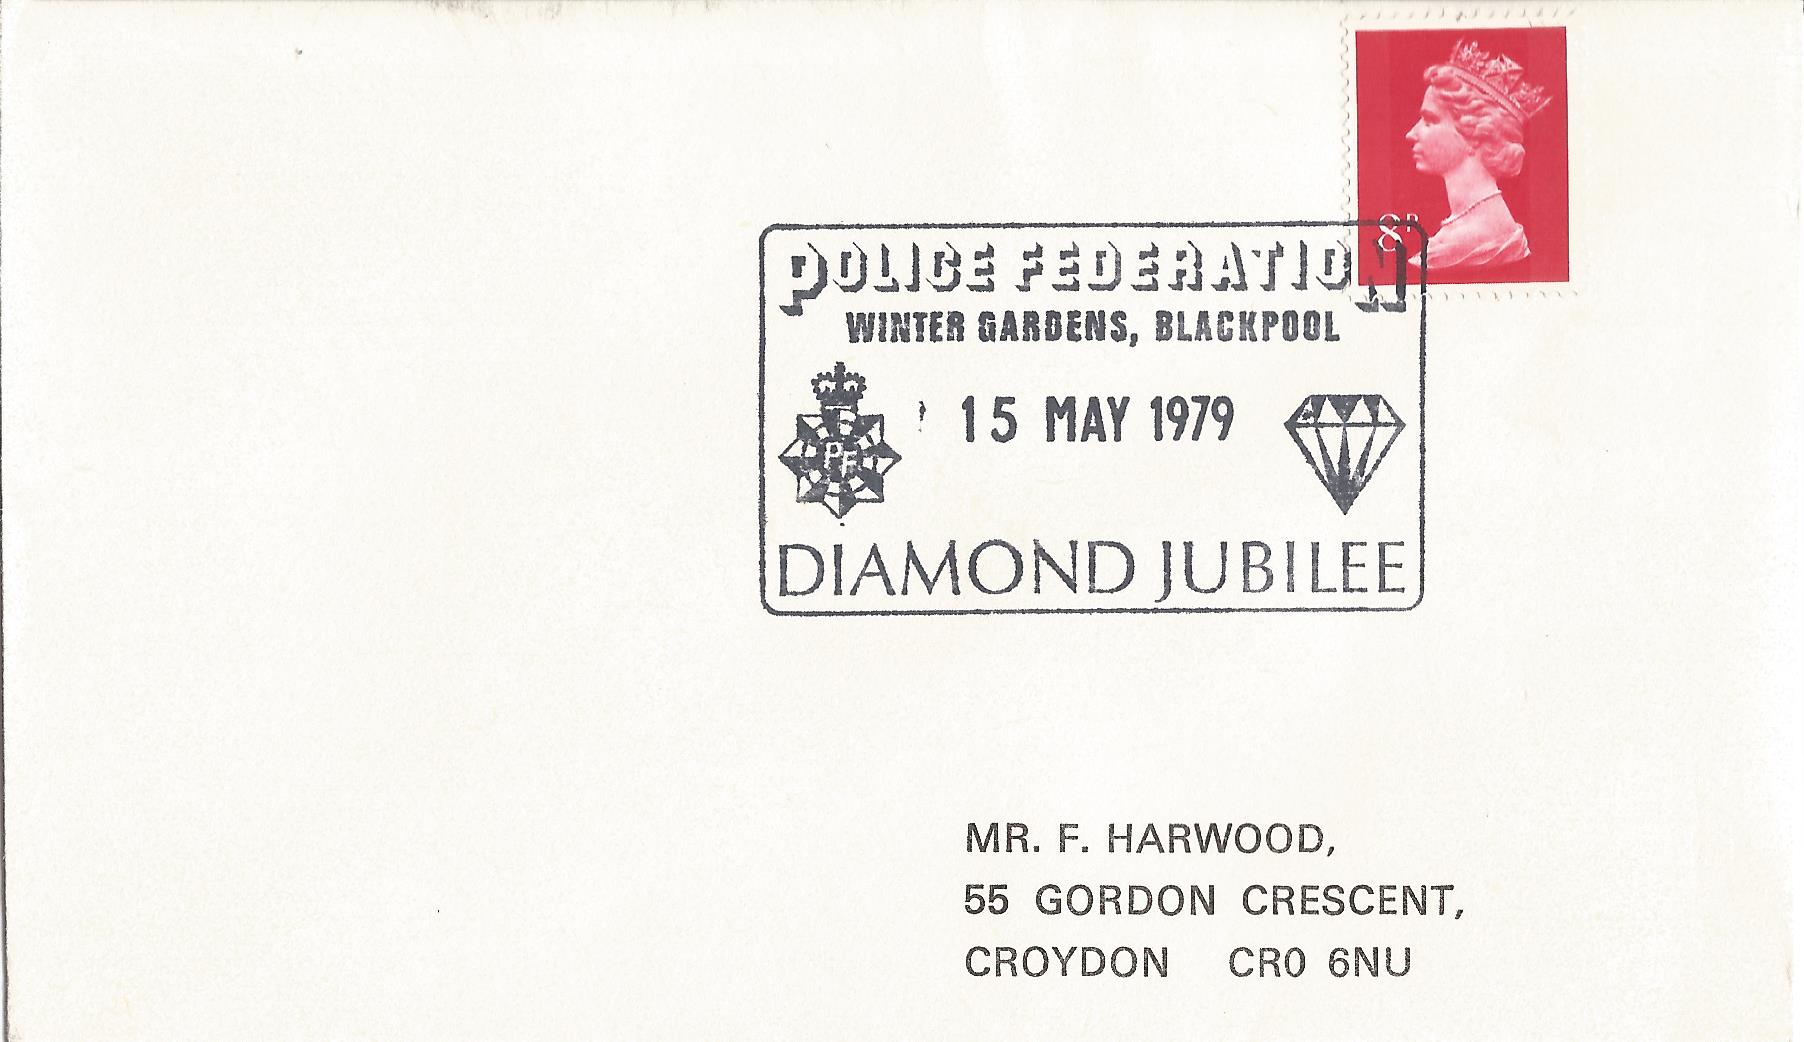 8P
POLICE FEDERATION
WINTER GARDENS, BLACKPOOL
15 MAY 1979
PF
DIAMOND JUBILEE
MR. F. HARWOOD,
55 GORDON CRESCENT,
CROYDON CR0 6NU